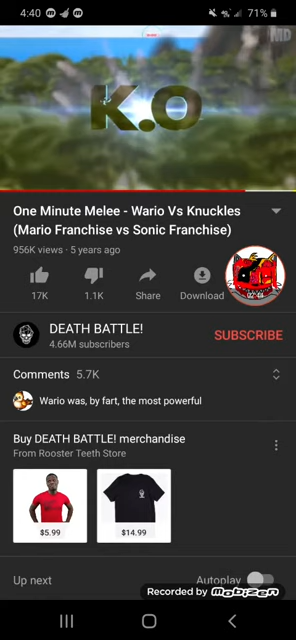 4:40
71%
MD
K.O
One Minute Melee - Wario Vs Knuckles
(Mario Franchise vs Sonic Franchise)
956K views · 5 years ago
17K
1.1K
Share
Download
DEATH BATTLE!
4.66M subscribers
SUBSCRIBE
Comments 5.7K
Wario was, by fart, the most powerful
Buy DEATH BATTLE! merchandise
From Rooster Teeth Store
$5.99
$14.99
Up next
Autoplay
Recorded by Mobizen